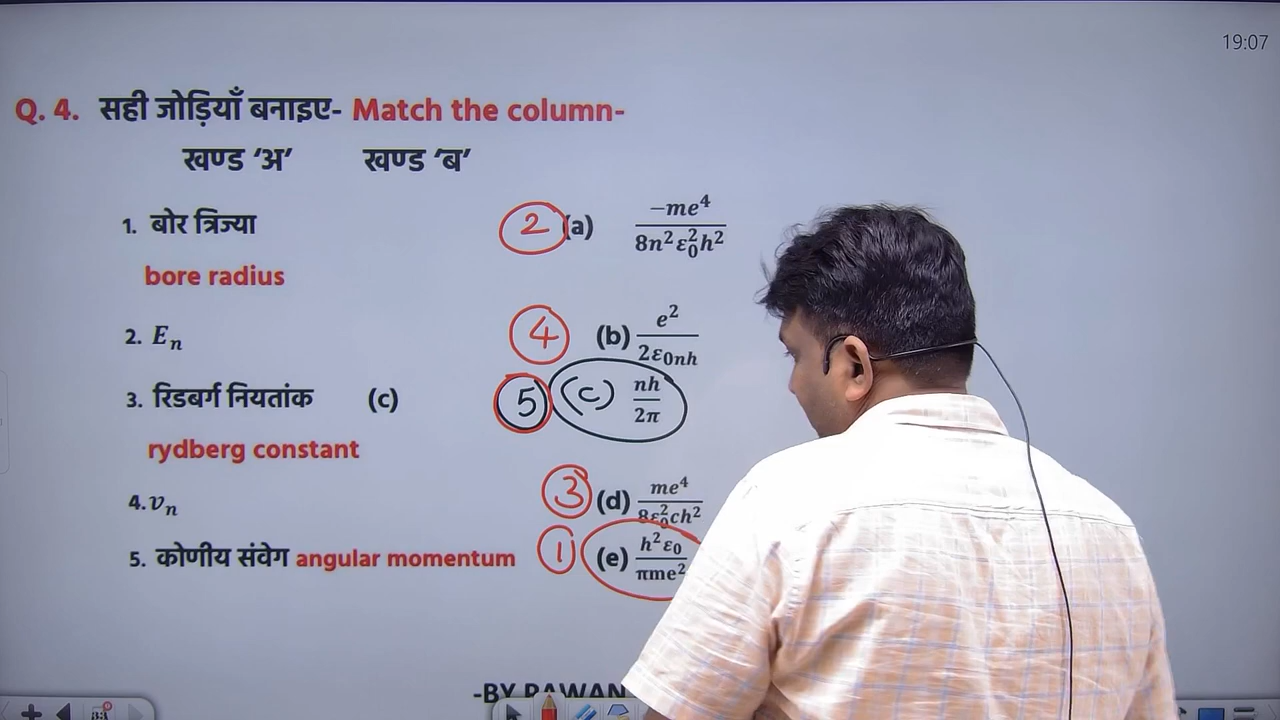 19:07
Q. 4. सही जोड़ियाँ बनाइए- Match the column-
खण्ड ‘अ’ खण्ड ‘ब’
1. बोर त्रिज्या
bore radius
2 (a) −me⁴ / 8n²ε₀²h²
2. Eₙ
4 (b) e² / 2ε₀nh
3. रिडबर्ग नियतांक (c)
5 (C) nh / 2π
rydberg constant
4. vₙ
3 (d) me⁴ / 8ε₀²ch²
5. कोणीय संवेग angular momentum
1 (e) h²ε₀ / πme²
-BY PAWAN